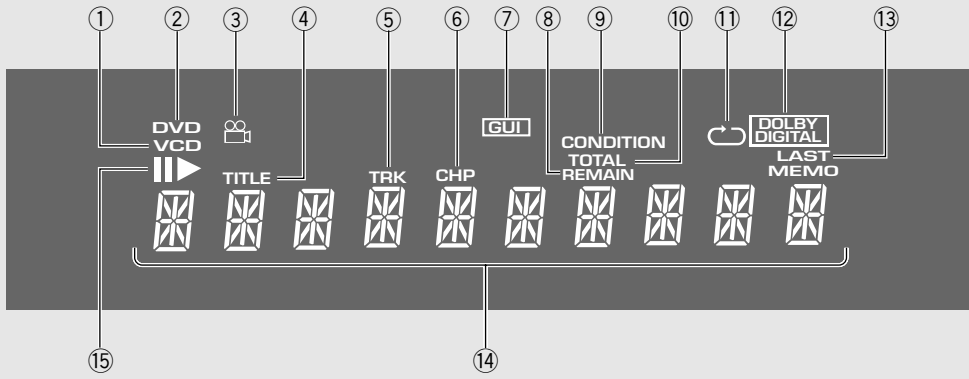 ① ② ③ ④ ⑤ ⑥ ⑦ ⑧ ⑨ ⑩ ⑪ ⑫ ⑬
DVD
VCD
GUI
CONDITION
TOTAL
REMAIN
DOLBY
DIGITAL
LAST
MEMO
TITLE
TRK
CHP
⑮ ⑭